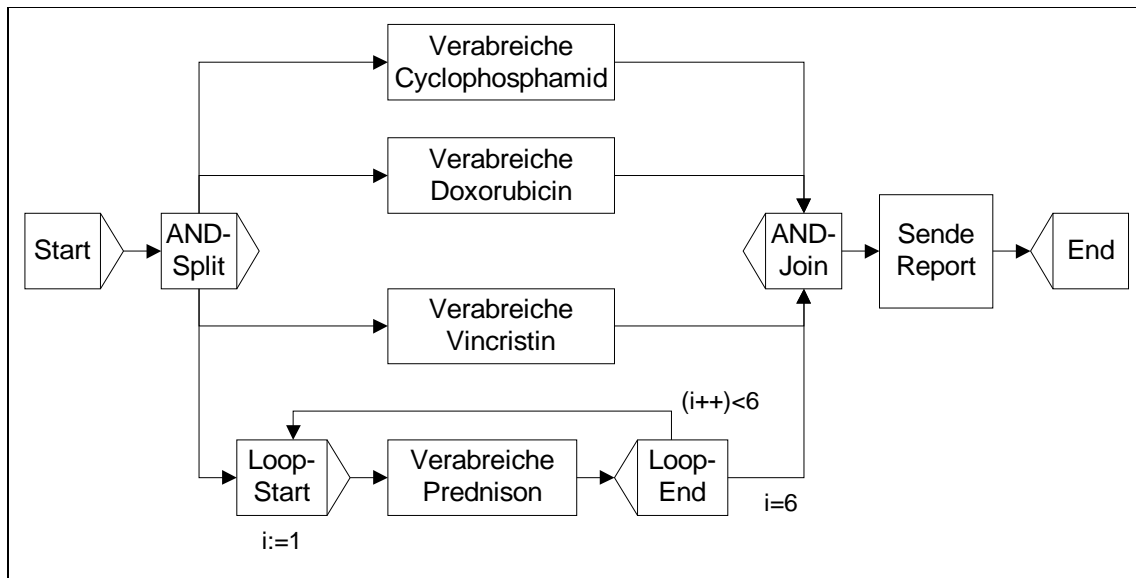 Verabreiche
Cyclophosphamid
Verabreiche
Doxorubicin
Start
AND-
Split
AND-
Join
Sende
Report
End
Verabreiche
Vincristin
(i++)<6
Loop-
Start
Verabreiche
Prednison
Loop-
End
i:=1
i=6